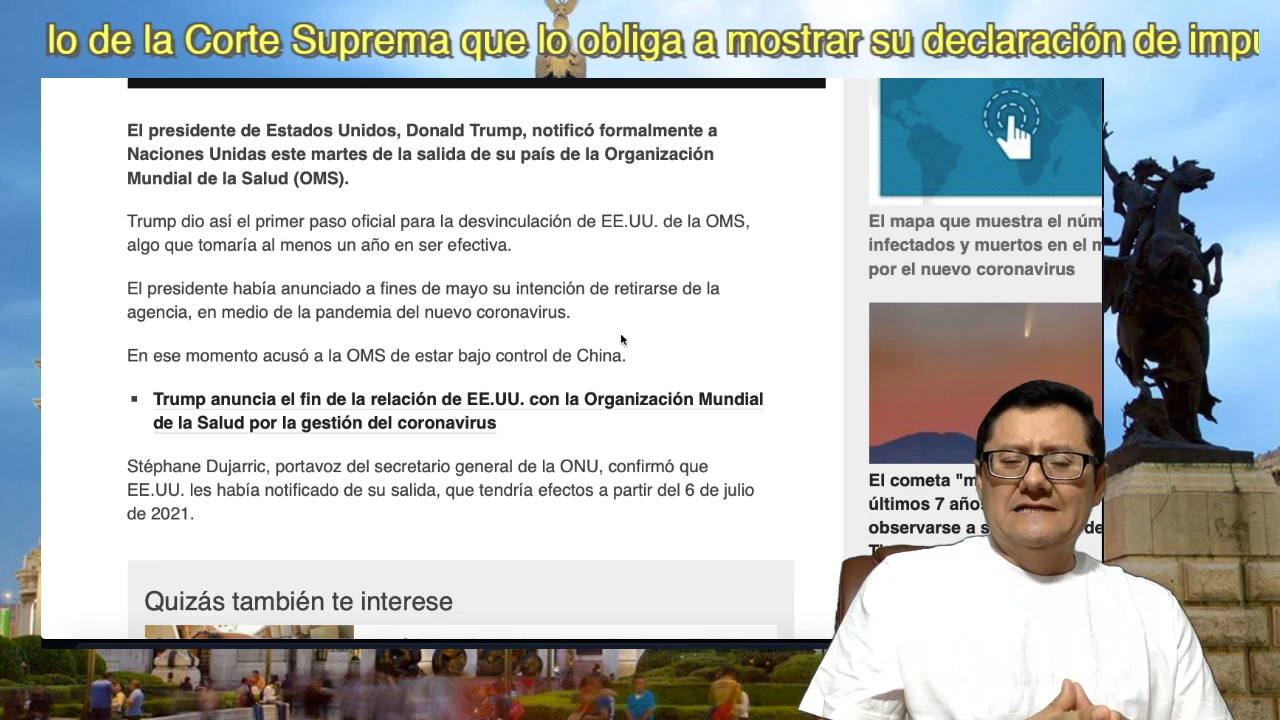 lo de la Corte Suprema que lo obliga a mostrar su declaración de impu
El presidente de Estados Unidos, Donald Trump, notificó formalmente a
Naciones Unidas este martes de la salida de su país de la Organización
Mundial de la Salud (OMS).
Trump dio así el primer paso oficial para la desvinculación de EE.UU. de la OMS,
algo que tomaría al menos un año en ser efectiva.
El presidente había anunciado a fines de mayo su intención de retirarse de la
agencia, en medio de la pandemia del nuevo coronavirus.
En ese momento acusó a la OMS de estar bajo control de China.
Trump anuncia el fin de la relación de EE.UU. con la Organización Mundial
de la Salud por la gestión del coronavirus
Stéphane Dujarric, portavoz del secretario general de la ONU, confirmó que
EE.UU. les había notificado de su salida, que tendría efectos a partir del 6 de julio
de 2021.
Quizás también te interese
El mapa que muestra el núm
infectados y muertos en el m
por el nuevo coronavirus
El cometa "m
últimos 7 año
observarse a s de